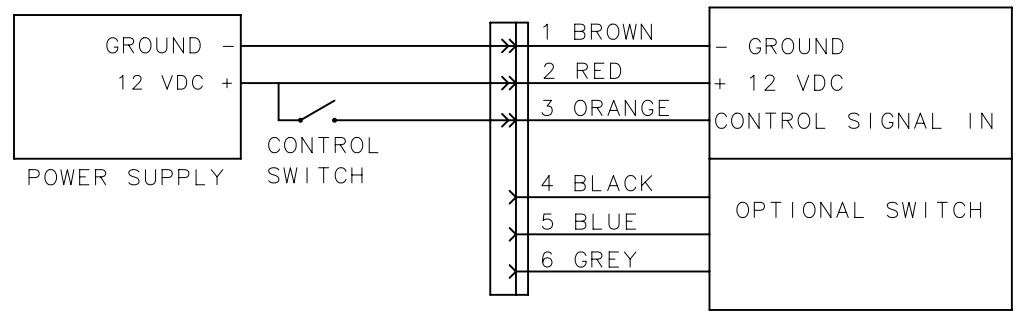 GROUND -
12 VDC +
POWER SUPPLY
CONTROL
SWITCH
1 BROWN
2 RED
3 ORANGE
4 BLACK
5 BLUE
6 GREY
- GROUND
+ 12 VDC
CONTROL SIGNAL IN
OPTIONAL SWITCH